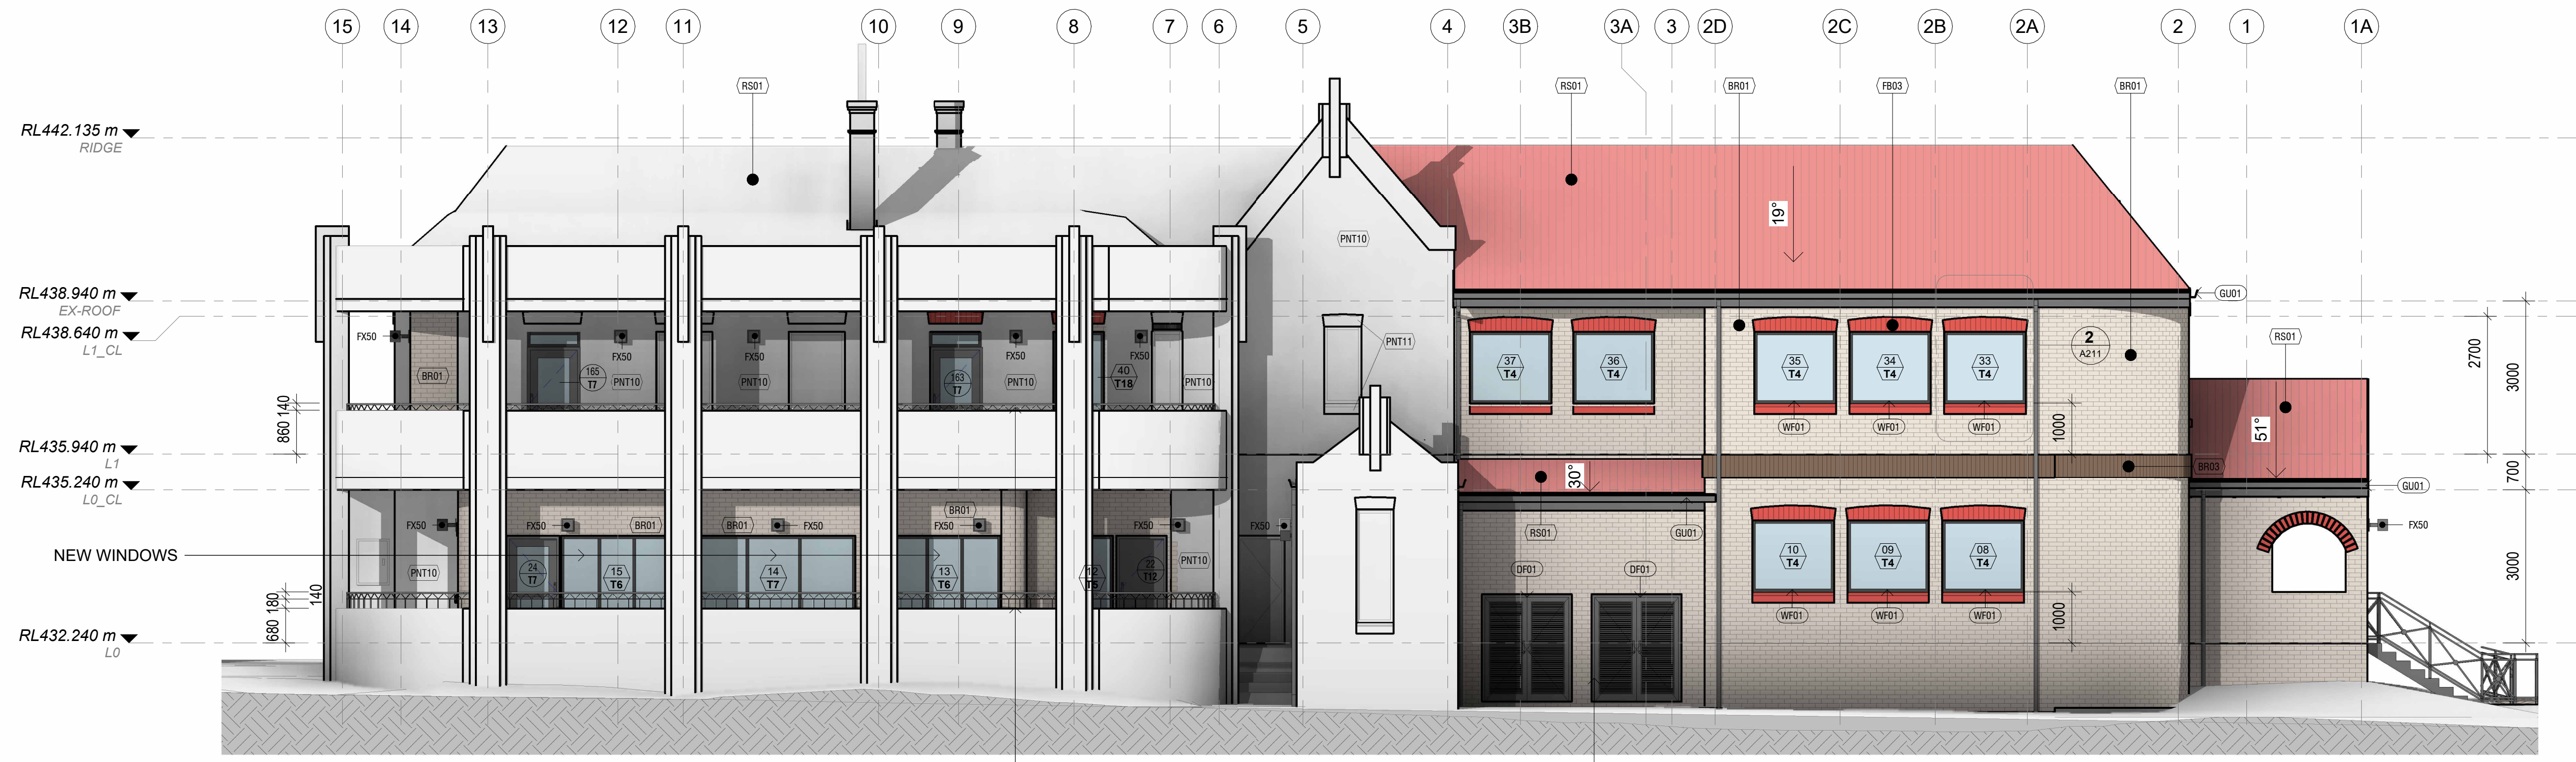 15 14 13 12 11 10 9 8 7 6 5 4 3B 3A 3 2D 2C 2B 2A 2 1 1A
RS01 RS01 BR01 FB03 BR01
RL442.135 m
RIDGE
19°
PNT10
RL438.940 m
EX-ROOF
GU01
RL438.640 m
L1_CL
FX50 FX50 FX50 FX50 FX50
PNT11
2
A211
RS01
2700
3000
37
T4
36
T4
35
T4
34
T4
33
T4
BR01
165
T7
PNT10 PNT10
163
T7
PNT10
40
T18
PNT10
860 140
WF01 WF01 WF01
1000
51°
RL435.940 m
L1
BR03
700
RL435.240 m
L0_CL
30°
GU01
BR01
FX50 FX50 BR01 BR01 FX50 FX50 FX50 FX50
RS01 GU01
FX50
NEW WINDOWS
10
T4
09
T4
08
T4
PNT10
24
T7
15
T6
14
T7
13
T6
12
T5
22
T12
PNT10
DF01 DF01
3000
680 180 140
WF01 WF01 WF01
1000
RL432.240 m
L0